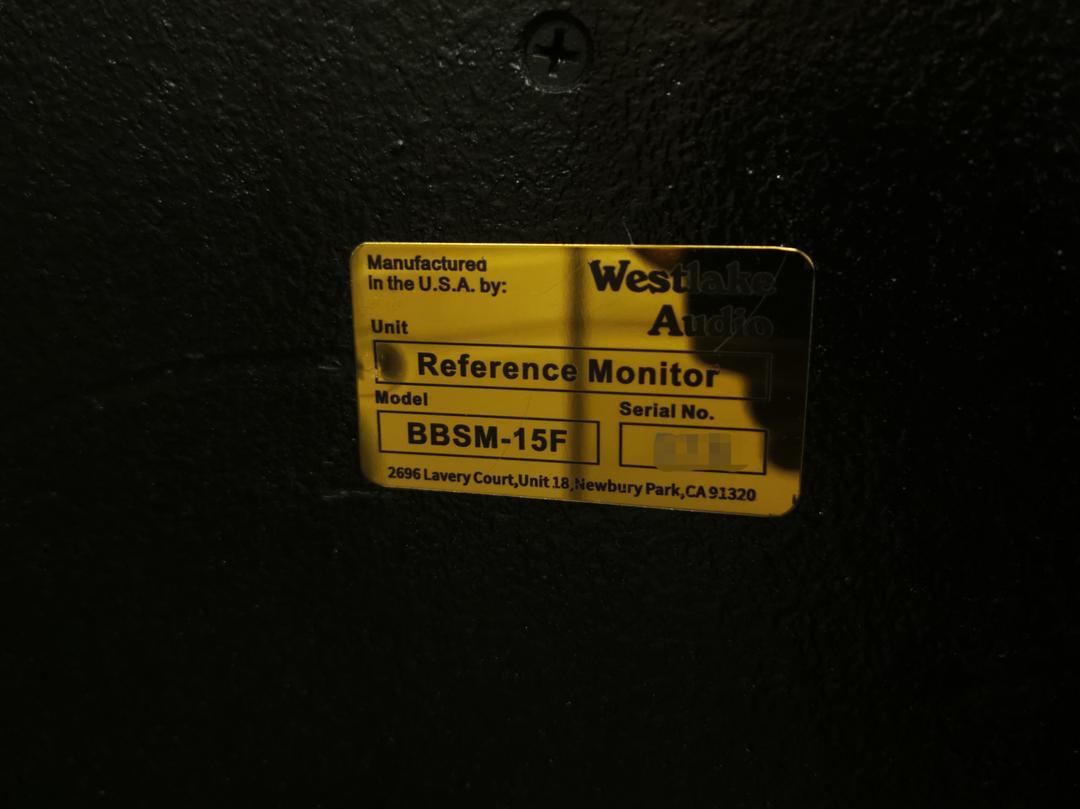 Manufactured
In the U.S.A. by:
Westlake
Audio
Unit
Reference Monitor
Model
BBSM-15F
Serial No.
2696 Lavery Court,Unit 18,Newbury Park,CA 91320